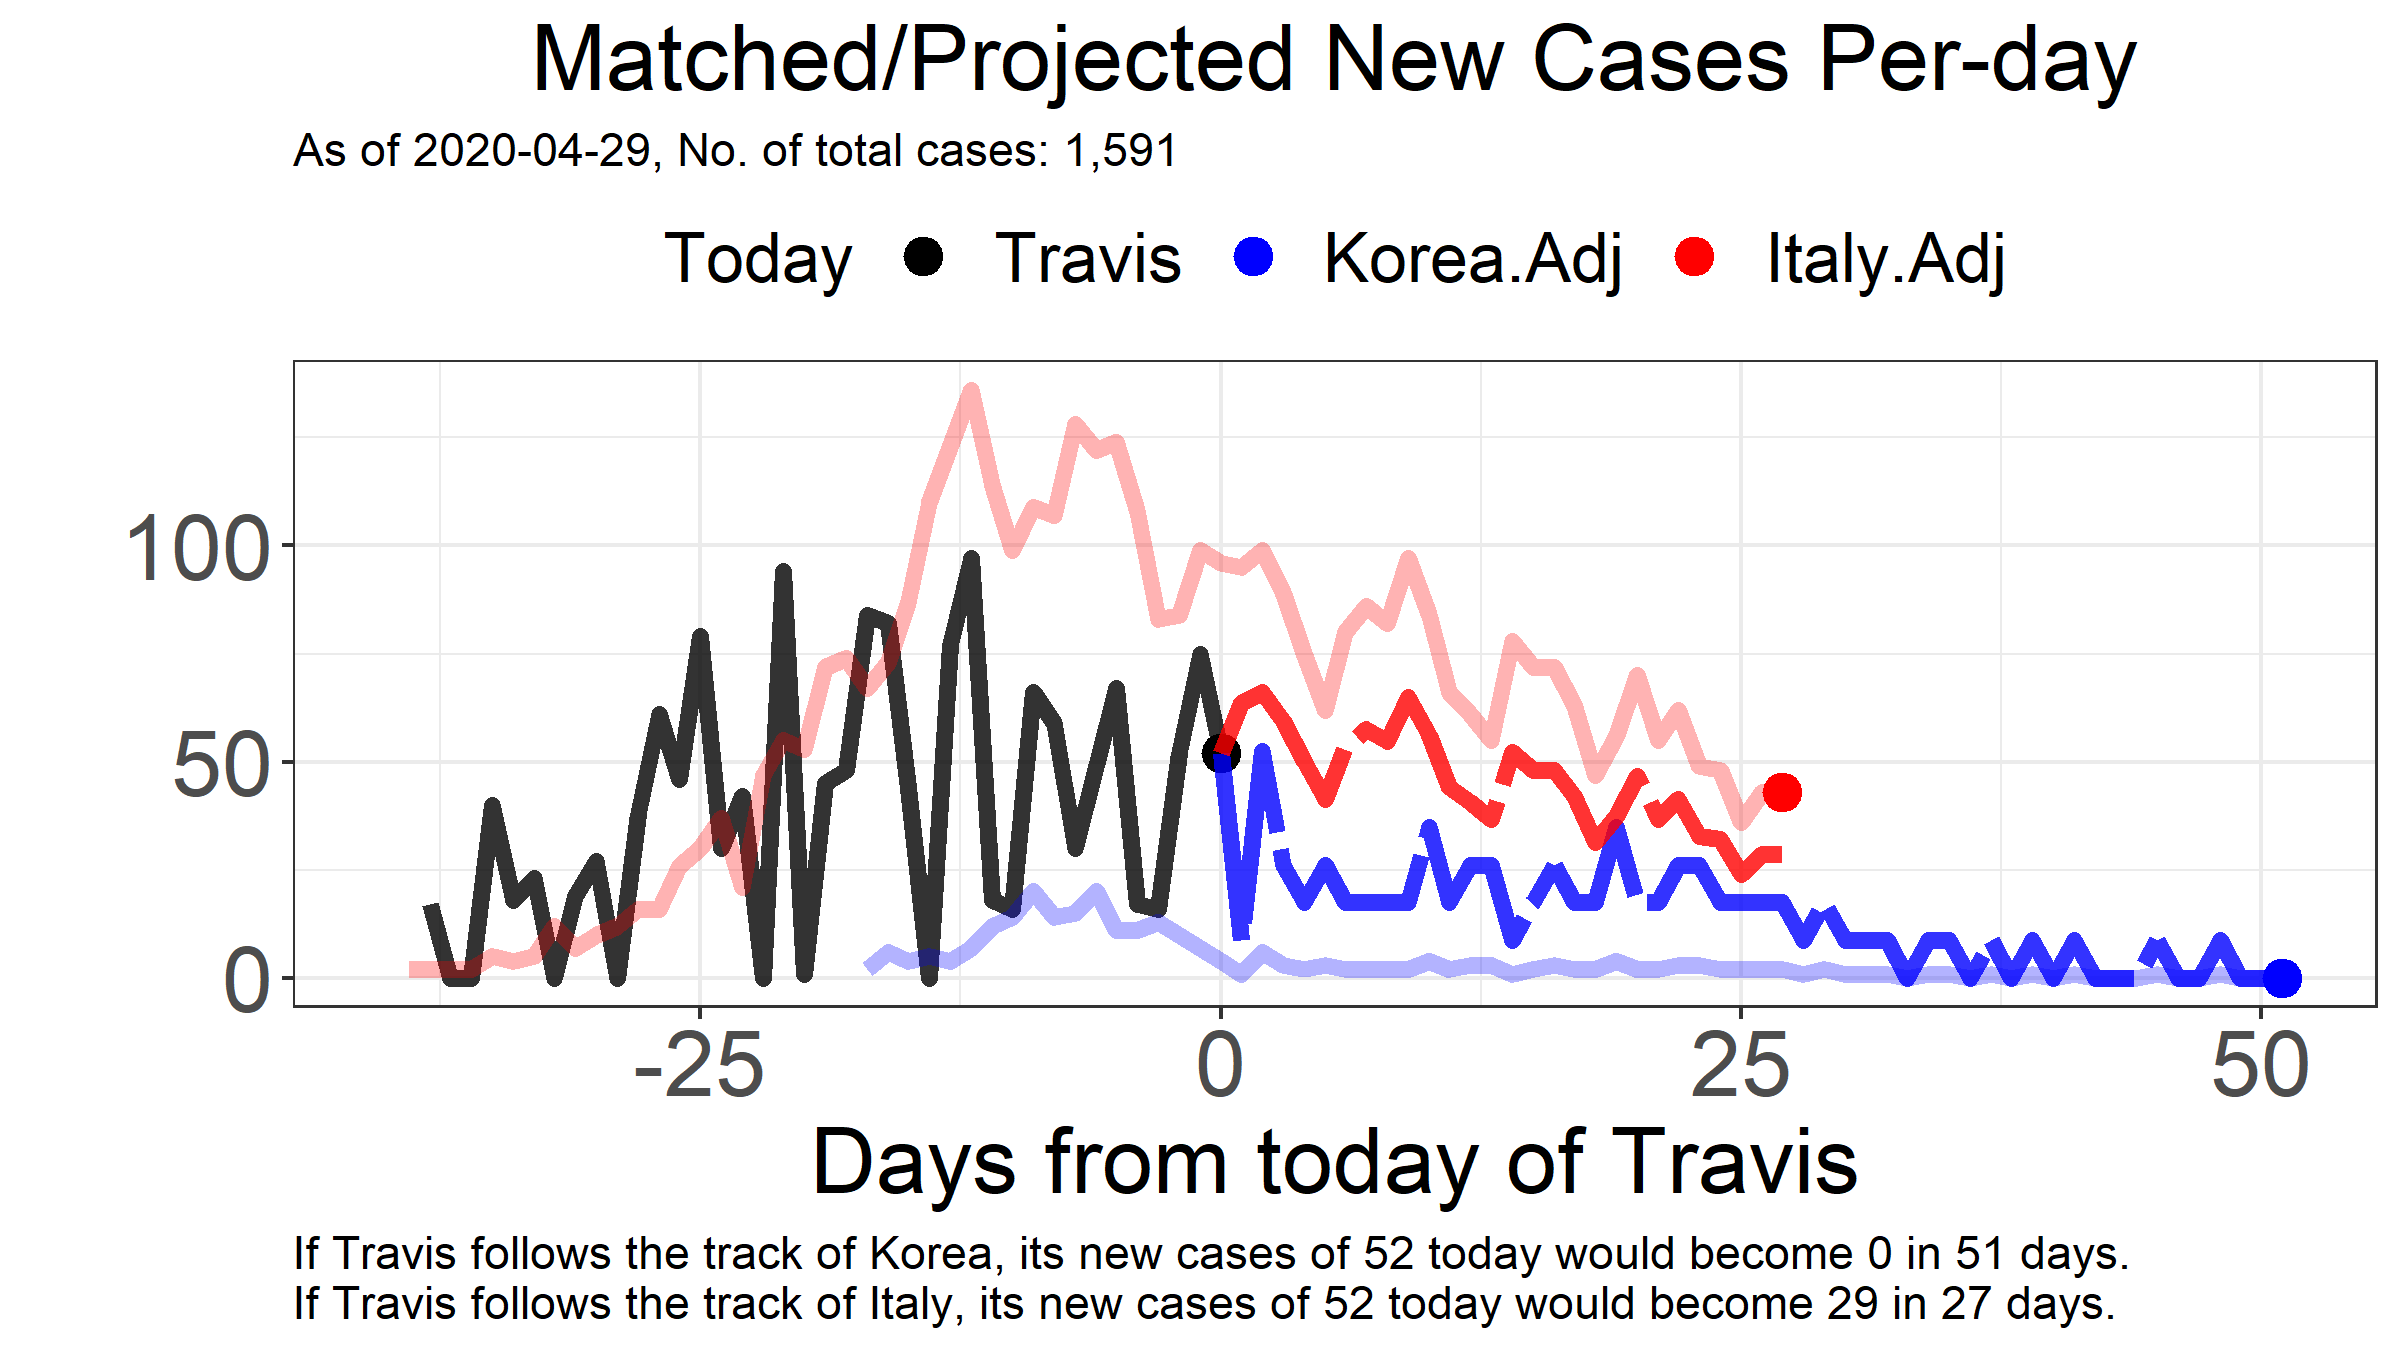 Matched/Projected New Cases Per-day
As of 2020-04-29, No. of total cases: 1,591
Today Travis Korea.Adj Italy.Adj
100
50
0
-25 0 25 50
Days from today of Travis
If Travis follows the track of Korea, its new cases of 52 today would become 0 in 51 days.
If Travis follows the track of Italy, its new cases of 52 today would become 29 in 27 days.